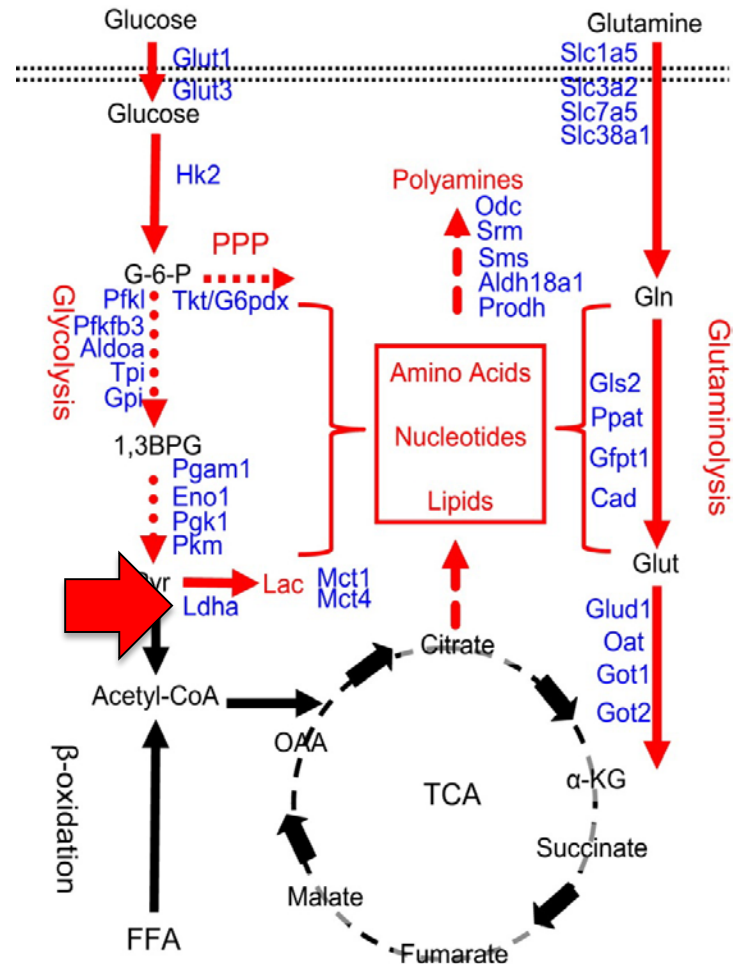 Glucose
Glut1
Glut3
Glucose
Hk2
G-6-P
PPP
Tkt/G6pdx
Glycolysis
Pfkl
Pfkfb3
Aldoa
Tpi
Gpi
1,3BPG
Pgam1
Eno1
Pgk1
Pkm
Lac
Ldha
Mct1
Mct4
Acetyl-CoA
β-oxidation
FFA
Polyamines
Odc
Srm
Sms
Aldh18a1
Prodh
Amino Acids
Nucleotides
Lipids
Citrate
OAA
TCA
α-KG
Succinate
Malate
Fumarate
Glutamine
Slc1a5
Slc3a2
Slc7a5
Slc38a1
Gln
Glutaminolysis
Gls2
Ppat
Gfpt1
Cad
Glut
Glud1
Oat
Got1
Got2